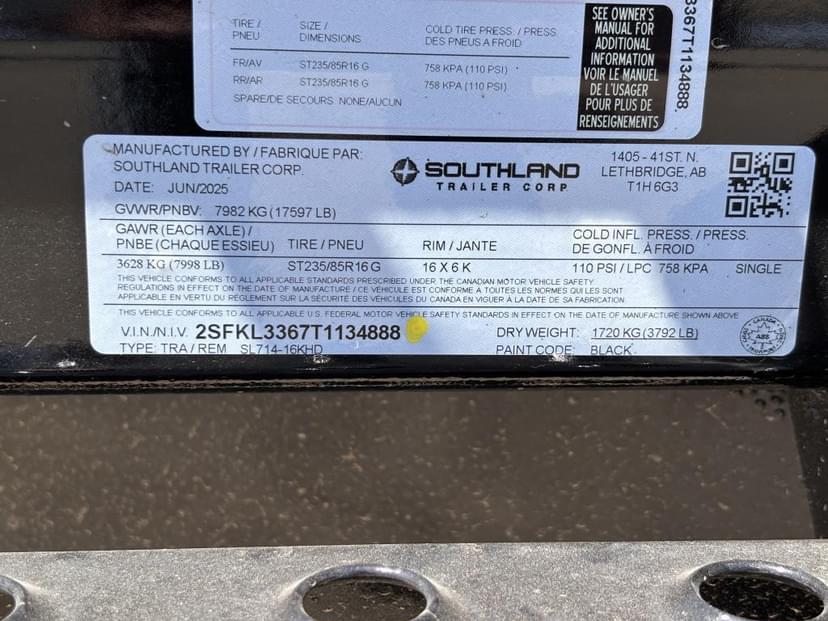 TIRE / PNEU SIZE / DIMENSIONS COLD TIRE PRESS. / PRESS. DES PNEUS A FROID
FR/AV ST235/85R16 G 758 KPA (110 PSI)
RR/AR ST235/85R16 G 758 KPA (110 PSI)
SPARE/DE SECOURS NONE/AUCUN
SEE OWNER'S
MANUAL FOR
ADDITIONAL
INFORMATION
VOIR LE MANUEL
DE L'USAGER
POUR PLUS DE
RENSEIGNEMENTS
3367T1134888
MANUFACTURED BY / FABRIQUE PAR:
SOUTHLAND TRAILER CORP.
DATE: JUN/2025
SOUTHLAND
TRAILER CORP
1405 - 41ST. N.
LETHBRIDGE, AB
T1H 6G3
GVWR/PNBV: 7982 KG (17597 LB)
GAWR (EACH AXLE) /
PNBE (CHAQUE ESSIEU) TIRE / PNEU RIM / JANTE COLD INFL. PRESS. / PRESS.
DE GONFL. À FROID
3628 KG (7998 LB) ST235/85R16 G 16 X 6 K 110 PSI / LPC 758 KPA SINGLE
THIS VEHICLE CONFORMS TO ALL APPLICABLE STANDARDS PRESCRIBED UNDER THE CANADIAN MOTOR VEHICLE SAFETY
REGULATIONS IN EFFECT ON THE DATE OF MANUFACTURE / CE VÉHICULE EST CONFORME À TOUTES LES NORMES QUI LUI SONT
APPLICABLE EN VERTU DU RÈGLEMENT SUR LA SÉCURITÉ DES VÉHICULES DU CANADA EN VIGUER À LA DATE DE SA FABRICATION
THIS VEHICLE CONFORMS TO ALL APPLICABLE U.S. FEDERAL MOTOR VEHICLE SAFETY STANDARDS IN EFFECT ON THE DATE OF MANUFACTURE SHOWN ABOVE
V.I.N./N.I.V. 2SFKL3367T1134888 DRY WEIGHT: 1720 KG (3792 LB)
TYPE: TRA / REM SL714-16KHD PAINT CODE: BLACK
CANADA